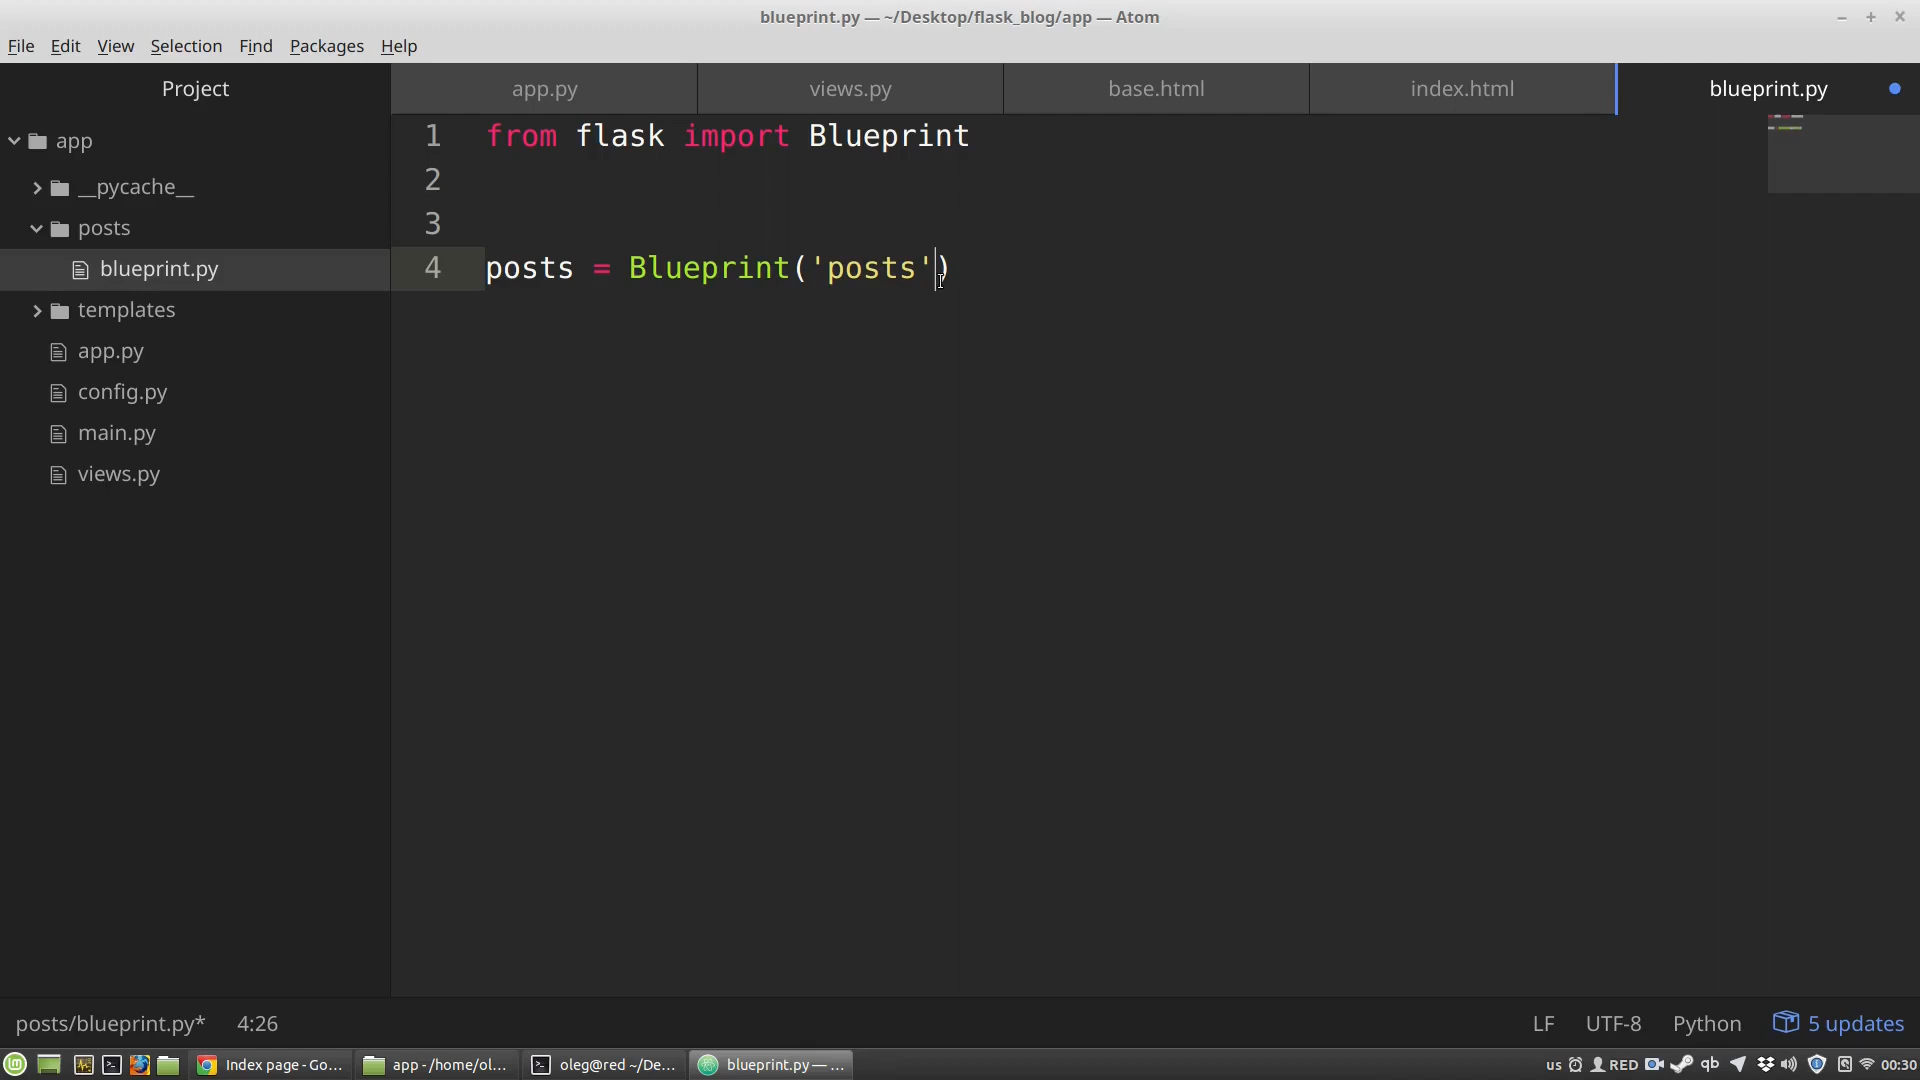 blueprint.py — ~/Desktop/flask_blog/app — Atom
File Edit View Selection Find Packages Help
Project
app.py views.py base.html index.html blueprint.py
app
__pycache__
posts
blueprint.py
templates
app.py
config.py
main.py
views.py
1 from flask import Blueprint
2
3
4 posts = Blueprint('posts')
posts/blueprint.py* 4:26 LF UTF-8 Python 5 updates
Index page - Go... app - /home/ol... oleg@red ~/De... blueprint.py — ... us RED qb 00:30